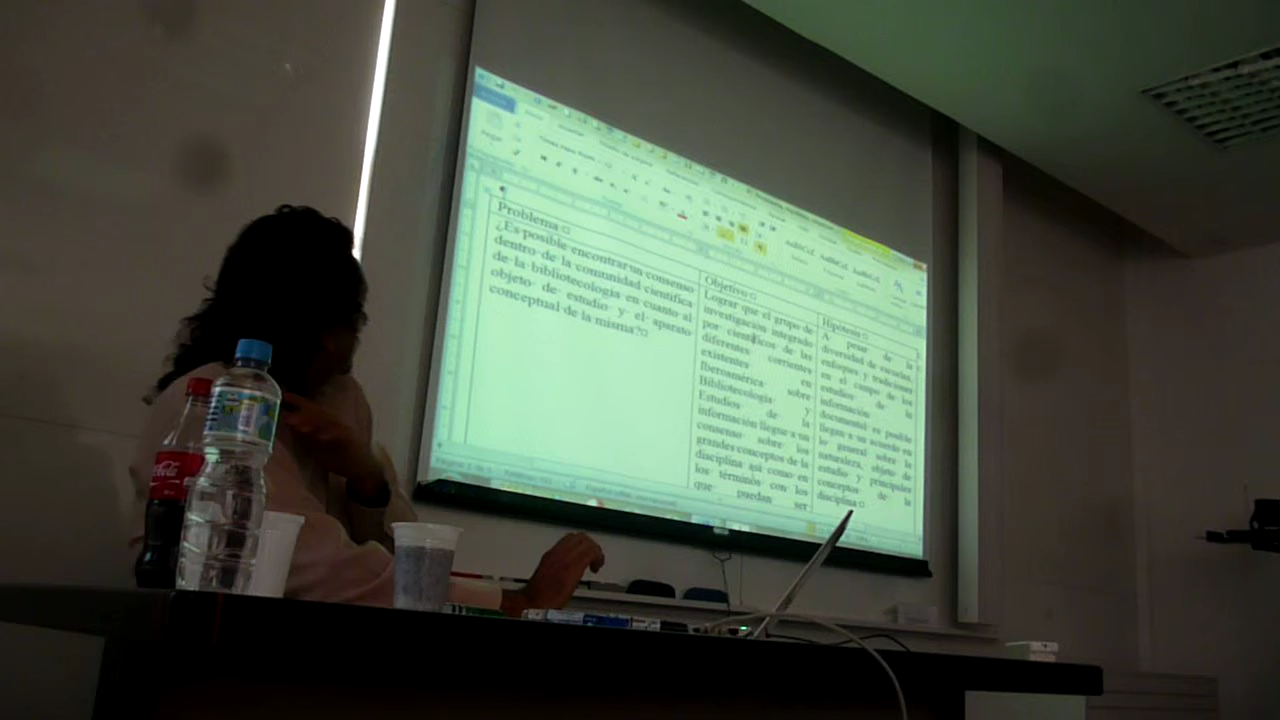 Problema
¿Es posible encontrar un consenso
dentro de la comunidad científica
de la bibliotecología en cuanto al
objeto de estudio y el aparato
conceptual de la misma?
Objetivo
Lograr que el grupo de
investigación integrado
por científicos de las
diferentes corrientes
existentes en
Iberoamérica sobre
Bibliotecología y
Estudios de la
información llegue a un
consenso sobre los
grandes conceptos de la
disciplina así como en
los términos con los
que puedan ser
Hipótesis
A pesar de la
diversidad de escuelas,
enfoques y tradiciones
en el campo de los
estudios de la
información
documental es posible
llegar a un acuerdo en
lo general sobre la
naturaleza, objeto de
estudio y principales
conceptos de la
disciplina
Coca-Cola